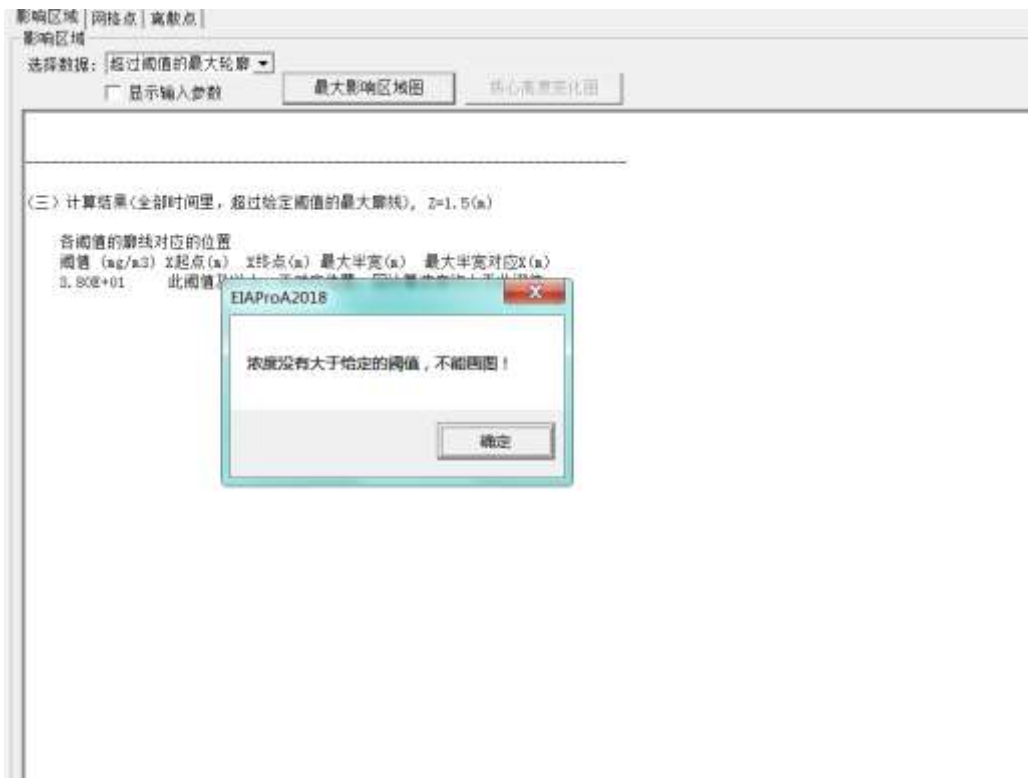 影响区域 网格点 离散点
影响区域
选择数据: 超过阈值的最大轮廓
显示输入参数 最大影响区域图
(三) 计算结果(全部时间里，超过给定阈值的最大廓线), Z=1.5(m)
各阈值的廓线对应的位置
阈值 (mg/m3) X起点(m) X终点(m) 最大半宽(m) 最大半宽对应X(m)
3.80E+01 此阈值及
EIAProA2018
浓度没有大于给定的阈值，不能画图！
确定